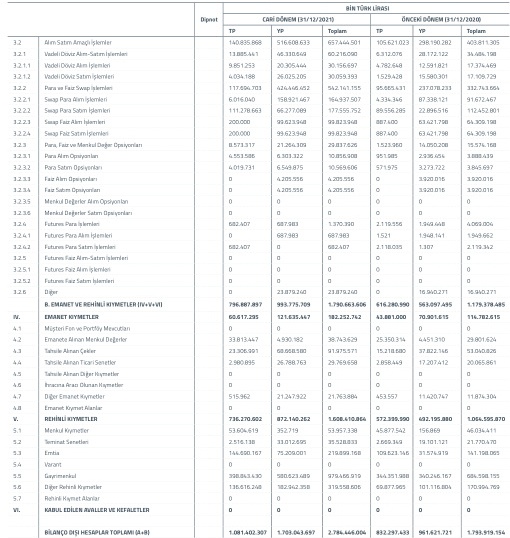 BİN TÜRK LİRASI
Dipnot CARİ DÖNEM (31/12/2021) ÖNCEKİ DÖNEM (31/12/2020)
TP YP Toplam TP YP Toplam
3.2 Alım Satım Amaçlı İşlemler 140.835.868 516.608.633 657.444.501 105.621.023 298.190.282 403.811.305
3.2.1 Vadeli Döviz Alım-Satım İşlemleri 13.885.441 46.330.649 60.216.090 6.312.076 28.172.122 34.484.198
3.2.1.1 Vadeli Döviz Alım İşlemleri 9.851.253 20.305.444 30.156.697 4.782.648 12.591.821 17.374.469
3.2.1.2 Vadeli Döviz Satım İşlemleri 4.034.188 26.025.205 30.059.393 1.529.428 15.580.301 17.109.729
3.2.2 Para ve Faiz Swap İşlemleri 117.694.703 424.446.452 542.141.155 95.665.431 237.078.233 332.743.664
3.2.2.1 Swap Para Alım İşlemleri 6.016.040 158.921.467 164.937.507 4.334.346 87.338.121 91.672.467
3.2.2.2 Swap Para Satım İşlemleri 111.278.663 66.277.089 177.555.752 89.556.285 22.896.516 112.452.801
3.2.2.3 Swap Faiz Alım İşlemleri 200.000 99.623.948 99.823.948 887.400 63.421.798 64.309.198
3.2.2.4 Swap Faiz Satım İşlemleri 200.000 99.623.948 99.823.948 887.400 63.421.798 64.309.198
3.2.3 Para, Faiz ve Menkul Değer Opsiyonları 8.573.317 21.264.309 29.837.626 1.523.960 14.050.208 15.574.168
3.2.3.1 Para Alım Opsiyonları 4.553.586 6.303.322 10.856.908 951.985 2.936.454 3.888.439
3.2.3.2 Para Satım Opsiyonları 4.019.731 6.549.875 10.569.606 571.975 3.273.722 3.845.697
3.2.3.3 Faiz Alım Opsiyonları 0 4.205.556 4.205.556 0 3.920.016 3.920.016
3.2.3.4 Faiz Satım Opsiyonları 0 4.205.556 4.205.556 0 3.920.016 3.920.016
3.2.3.5 Menkul Değerler Alım Opsiyonları 0 0 0 0 0 0
3.2.3.6 Menkul Değerler Satım Opsiyonları 0 0 0 0 0 0
3.2.4 Futures Para İşlemleri 682.407 687.983 1.370.390 2.119.556 1.949.448 4.069.004
3.2.4.1 Futures Para Alım İşlemleri 0 687.983 687.983 1.521 1.948.141 1.949.662
3.2.4.2 Futures Para Satım İşlemleri 682.407 0 682.407 2.118.035 1.307 2.119.342
3.2.5 Futures Faiz Alım-Satım İşlemleri 0 0 0 0 0 0
3.2.5.1 Futures Faiz Alım İşlemleri 0 0 0 0 0 0
3.2.5.2 Futures Faiz Satım İşlemleri 0 0 0 0 0 0
3.2.6 Diğer 0 23.879.240 23.879.240 0 16.940.271 16.940.271
B. EMANET VE REHİNLİ KIYMETLER (IV+V+VI) 796.887.897 993.775.709 1.790.663.606 616.280.990 563.097.495 1.179.378.485
IV. EMANET KIYMETLER 60.617.295 121.635.447 182.252.742 43.881.000 70.901.615 114.782.615
4.1 Müşteri Fon ve Portföy Mevcutları 0 0 0 0 0 0
4.2 Emanete Alınan Menkul Değerler 33.813.447 4.930.182 38.743.629 25.350.314 4.451.310 29.801.624
4.3 Tahsile Alınan Çekler 23.306.991 68.668.580 91.975.571 15.218.680 37.822.146 53.040.826
4.4 Tahsile Alınan Ticari Senetler 2.980.895 26.788.763 29.769.658 2.858.449 17.207.412 20.065.861
4.5 Tahsile Alınan Diğer Kıymetler 0 0 0 0 0 0
4.6 İhracına Aracı Olunan Kıymetler 0 0 0 0 0 0
4.7 Diğer Emanet Kıymetler 515.962 21.247.922 21.763.884 453.557 11.420.747 11.874.304
4.8 Emanet Kıymet Alanlar 0 0 0 0 0 0
V. REHİNLİ KIYMETLER 736.270.602 872.140.262 1.608.410.864 572.399.990 492.195.880 1.064.595.870
5.1 Menkul Kıymetler 53.604.619 352.719 53.957.338 45.877.542 156.869 46.034.411
5.2 Teminat Senetleri 2.516.138 33.012.695 35.528.833 2.669.349 19.101.121 21.770.470
5.3 Emtia 144.690.167 75.209.001 219.899.168 109.623.146 31.574.919 141.198.065
5.4 Varant 0 0 0 0 0 0
5.5 Gayrimenkul 398.843.430 580.623.489 979.466.919 344.351.988 340.246.167 684.598.155
5.6 Diğer Rehinli Kıymetler 136.616.248 182.942.358 319.558.606 69.877.965 101.116.804 170.994.769
5.7 Rehinli Kıymet Alanlar 0 0 0 0 0 0
VI. KABUL EDİLEN AVALLER VE KEFALETLER 0 0 0 0 0 0
BİLANÇO DIŞI HESAPLAR TOPLAMI (A+B) 1.081.402.307 1.703.043.697 2.784.446.004 832.297.433 961.621.721 1.793.919.154